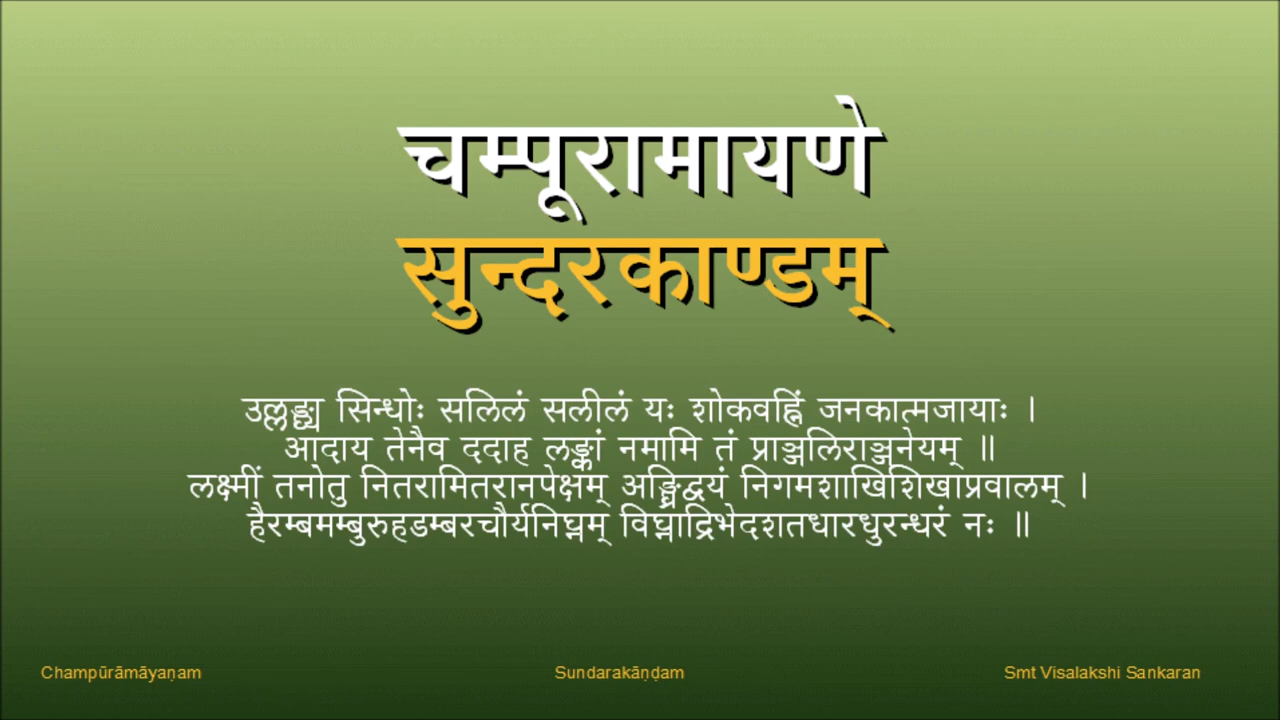 चम्पूरामायणे
सुन्दरकाण्डम्
उल्लङ्घ्य सिन्धोः सलिलं सलीलं यः शोकवह्निं जनकात्मजायाः ।
आदाय तेनैव ददाह लङ्कां नमामि तं प्राञ्जलिराञ्जनेयम् ॥
लक्ष्मीं तनोतु नितरामितरानपेक्षम् अङ्घ्रिद्वयं निगमशाखिशिखाप्रवालम् ।
हैरम्बमम्बुरुहडम्बरचौर्यनिघ्नम् विघ्नाद्रिभेदशतधारधुरन्धरं नः ॥
Champūrāmāyaṇam
Sundarakāṇḍam
Smt Visalakshi Sankaran